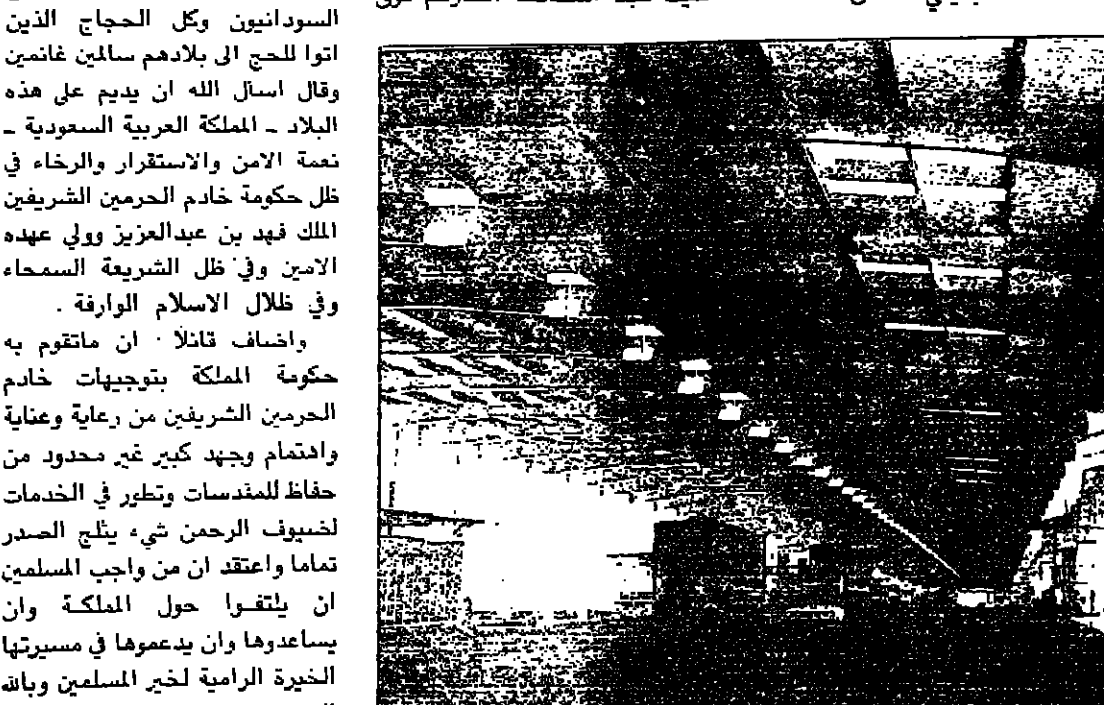 السودانيون وكل الحجاج الذين
اتوا للحج الى بلادهم سالمين غانمين
وقال اسأل الله ان يديم على هذه
البلاد ـ المملكة العربية السعودية ـ
نعمة الامن والاستقرار والرخاء في
ظل حكومة خادم الحرمين الشريفين
الملك فهد بن عبدالعزيز وولي عهده
الامين وفي ظل الشريعة السمحاء
وفي ظلال الاسلام الوارفة .
واضاف قائلاً . ان ماتقوم به
حكومة المملكة بتوجيهات خادم
الحرمين الشريفين من رعاية وعناية
واهتمام وجهد كبير غير محدود من
حفاظ للمقدسات وتطور في الخدمات
لضيوف الرحمن شيء يثلج الصدر
تماما واعتقد ان من واجب المسلمين
ان يلتفوا حول المملكة وان
يساعدوها وان يدعموها في مسيرتها
الخيرة الرامية لخير المسلمين وبالله